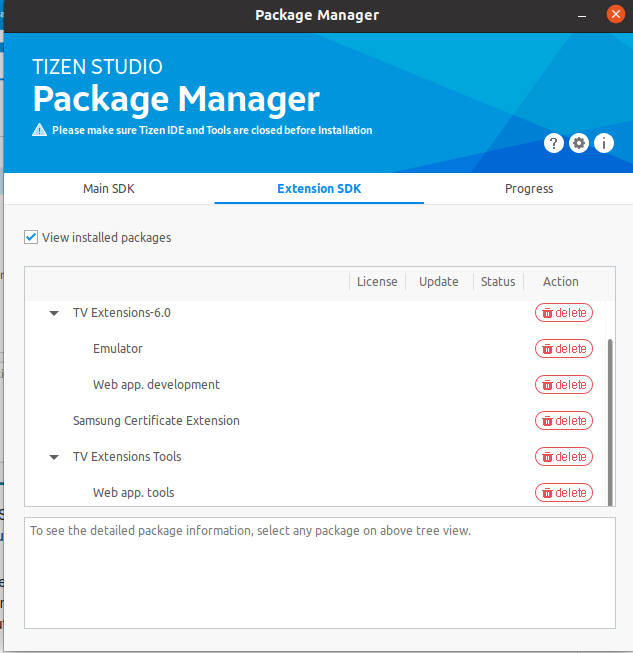 Package Manager
TIZEN STUDIO
Package Manager
Please make sure Tizen IDE and Tools are closed before Installation
? i
Main SDK Extension SDK Progress
View installed packages
License Update Status Action
TV Extensions-6.0 delete
Emulator delete
Web app. development delete
Samsung Certificate Extension delete
TV Extensions Tools delete
Web app. tools delete
To see the detailed package information, select any package on above tree view.